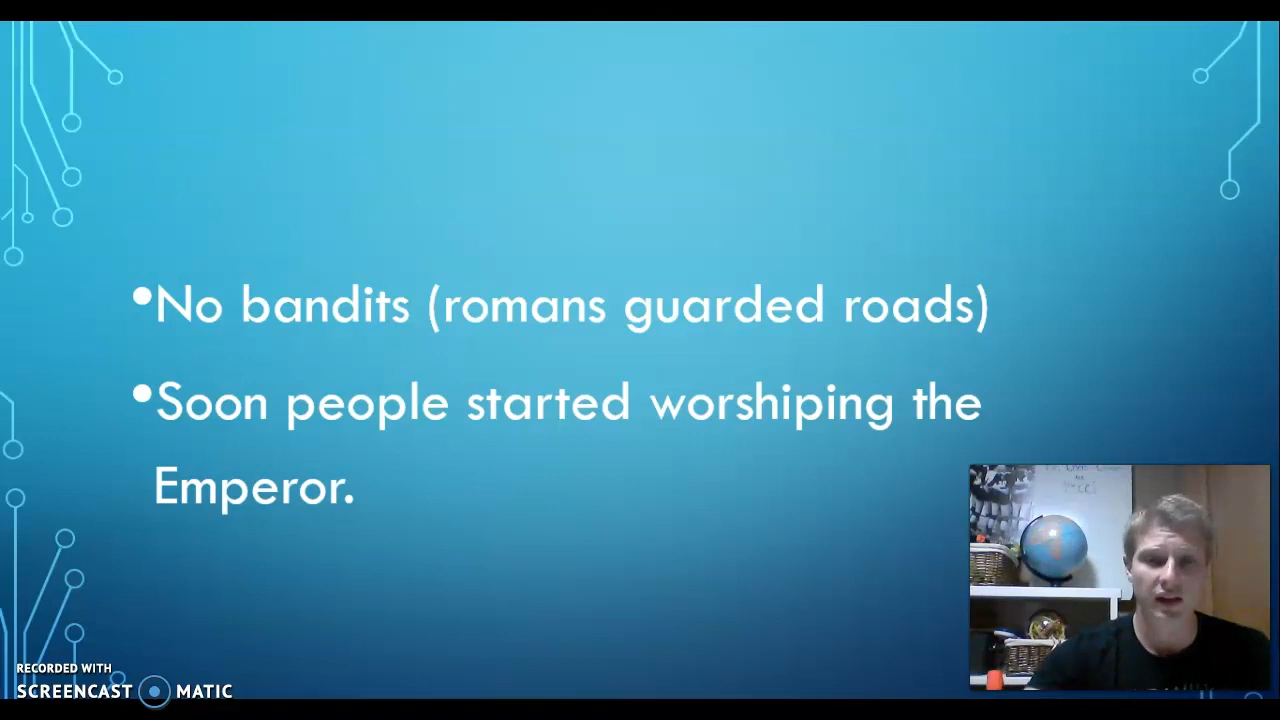 •No bandits (romans guarded roads)
•Soon people started worshiping the
Emperor.
RECORDED WITH
SCREENCAST MATIC